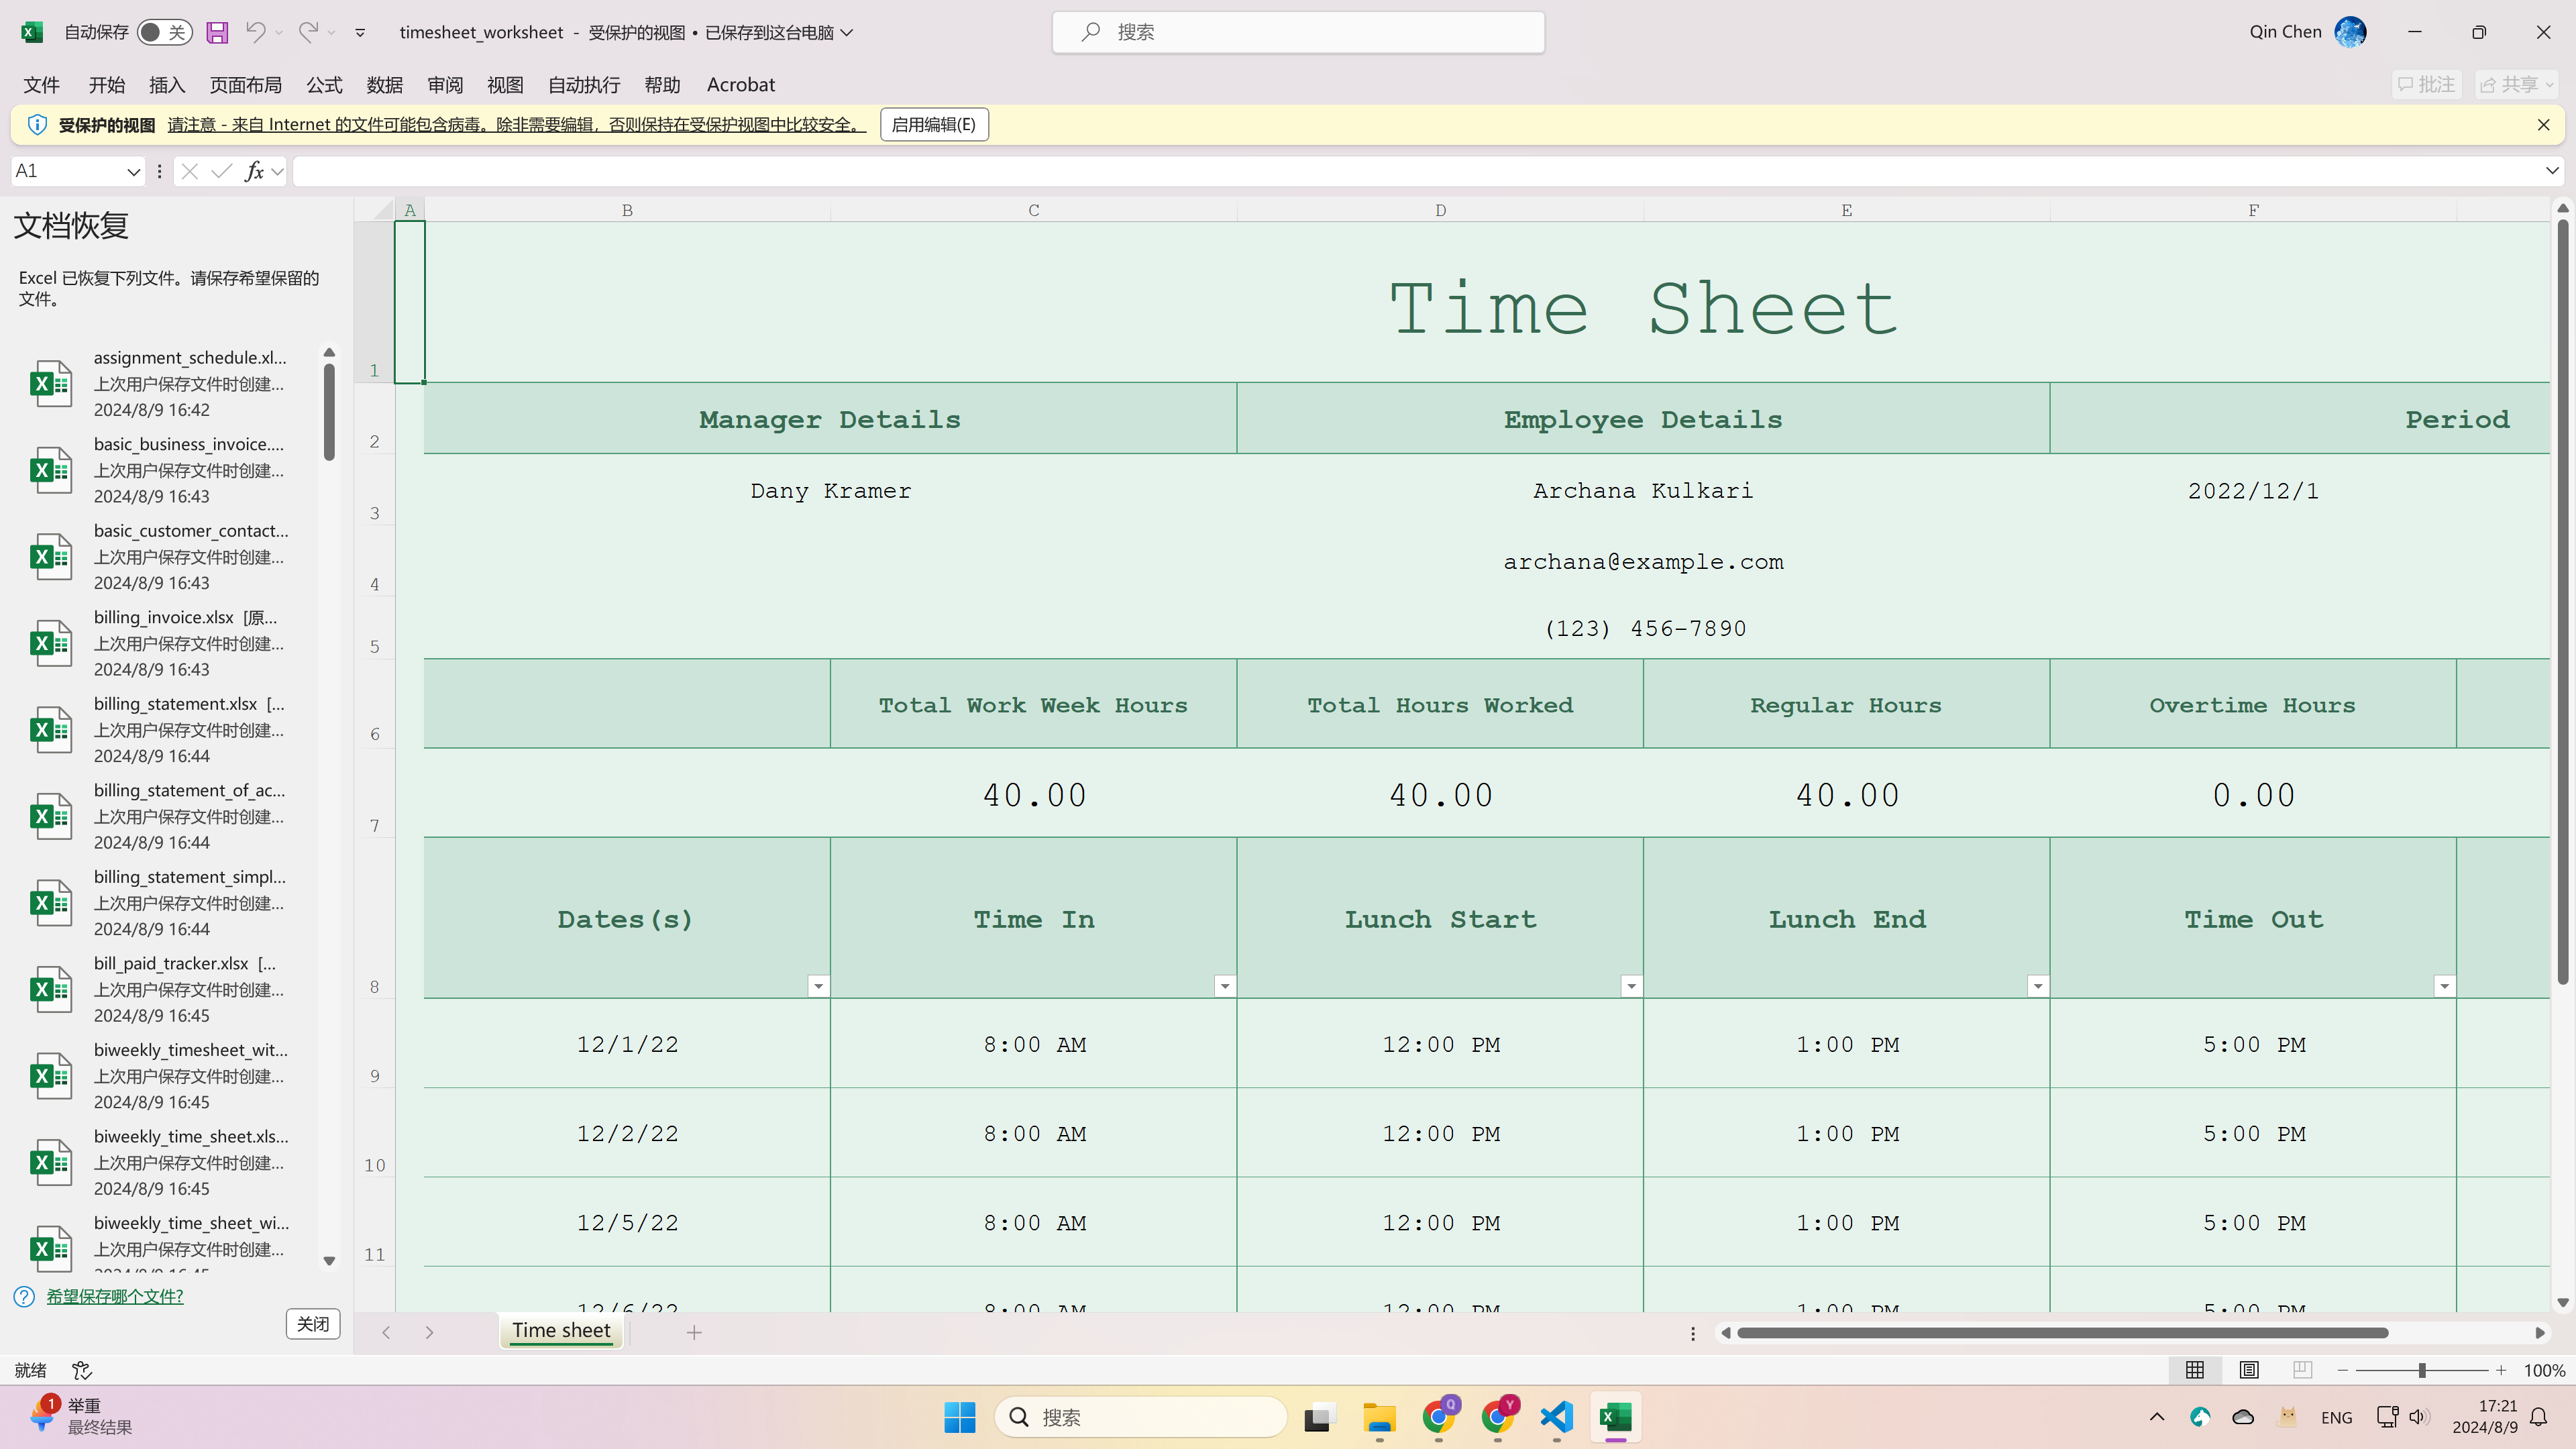 自动保存 关 timesheet_worksheet - 受保护的视图 • 已保存到这台电脑 搜索 Qin Chen
文件 开始 插入 页面布局 公式 数据 审阅 视图 自动执行 帮助 Acrobat 批注 共享
受保护的视图 请注意 - 来自 Internet 的文件可能包含病毒。除非需要编辑，否则保持在受保护视图中比较安全。 启用编辑(E)
A1 fx
文档恢复
Excel 已恢复下列文件。请保存希望保留的
文件。
assignment_schedule.xl...
上次用户保存文件时创建...
2024/8/9 16:42
basic_business_invoice....
上次用户保存文件时创建...
2024/8/9 16:43
basic_customer_contact...
上次用户保存文件时创建...
2024/8/9 16:43
billing_invoice.xlsx [原...
上次用户保存文件时创建...
2024/8/9 16:43
billing_statement.xlsx [...
上次用户保存文件时创建...
2024/8/9 16:44
billing_statement_of_ac...
上次用户保存文件时创建...
2024/8/9 16:44
billing_statement_simpl...
上次用户保存文件时创建...
2024/8/9 16:44
bill_paid_tracker.xlsx [...
上次用户保存文件时创建...
2024/8/9 16:45
biweekly_timesheet_wit...
上次用户保存文件时创建...
2024/8/9 16:45
biweekly_time_sheet.xls...
上次用户保存文件时创建...
2024/8/9 16:45
biweekly_time_sheet_wi...
上次用户保存文件时创建...
2024/8/9 16:45
希望保存哪个文件?
关闭
A B C D E F
1 Time Sheet
2 Manager Details Employee Details Period
3 Dany Kramer Archana Kulkari 2022/12/1
4 archana@example.com
5 (123) 456-7890
6 Total Work Week Hours Total Hours Worked Regular Hours Overtime Hours
7 40.00 40.00 40.00 0.00
8 Dates(s) Time In Lunch Start Lunch End Time Out
9 12/1/22 8:00 AM 12:00 PM 1:00 PM 5:00 PM
10 12/2/22 8:00 AM 12:00 PM 1:00 PM 5:00 PM
11 12/5/22 8:00 AM 12:00 PM 1:00 PM 5:00 PM
12/6/22 8:00 AM 12:00 PM 1:00 PM 5:00 PM
Time sheet
就绪 100%
1 举重
最终结果
搜索 Q Y ENG
17:21
2024/8/9